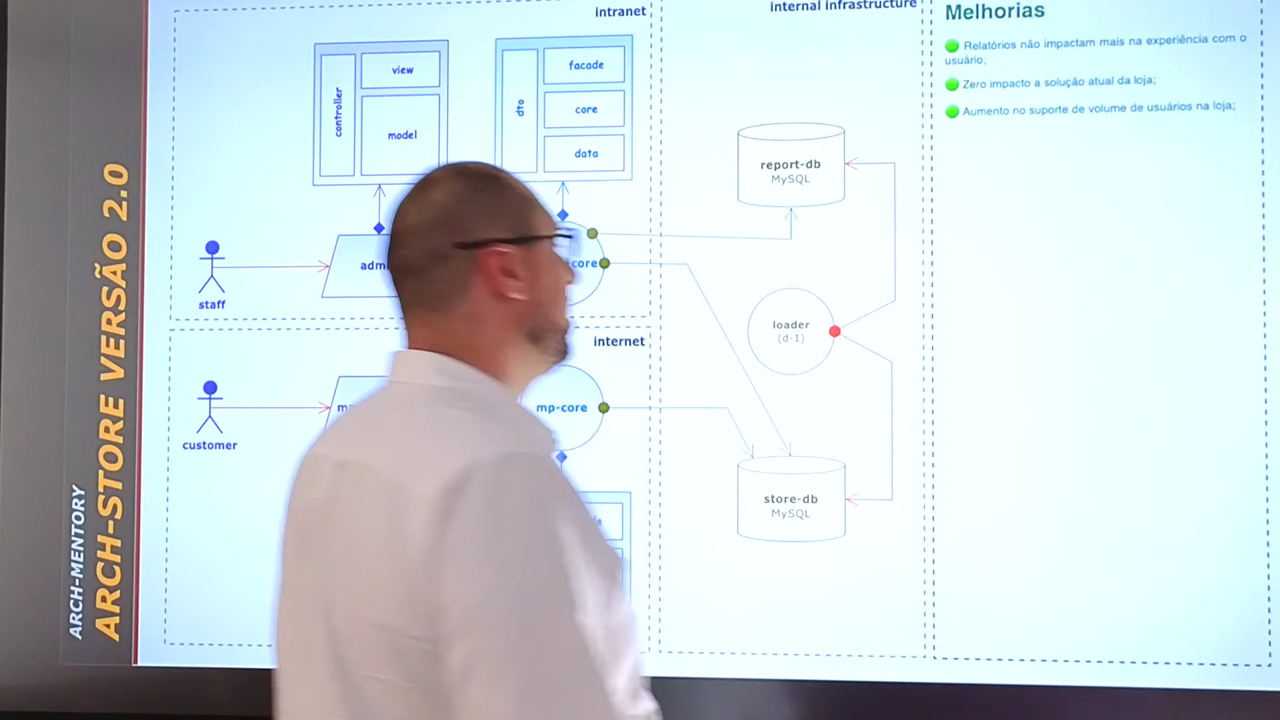 ARCH-MENTORY
ARCH-STORE VERSÃO 2.0
intranet
controller
view
model
dto
facade
core
data
staff
core
internet
customer
mp-core
internal infrastructure
report-db
MySQL
loader
(d-1)
store-db
MySQL
Melhorias
Relatórios não impactam mais na experiência com o
usuário;
Zero impacto a solução atual da loja;
Aumento no suporte de volume de usuários na loja;